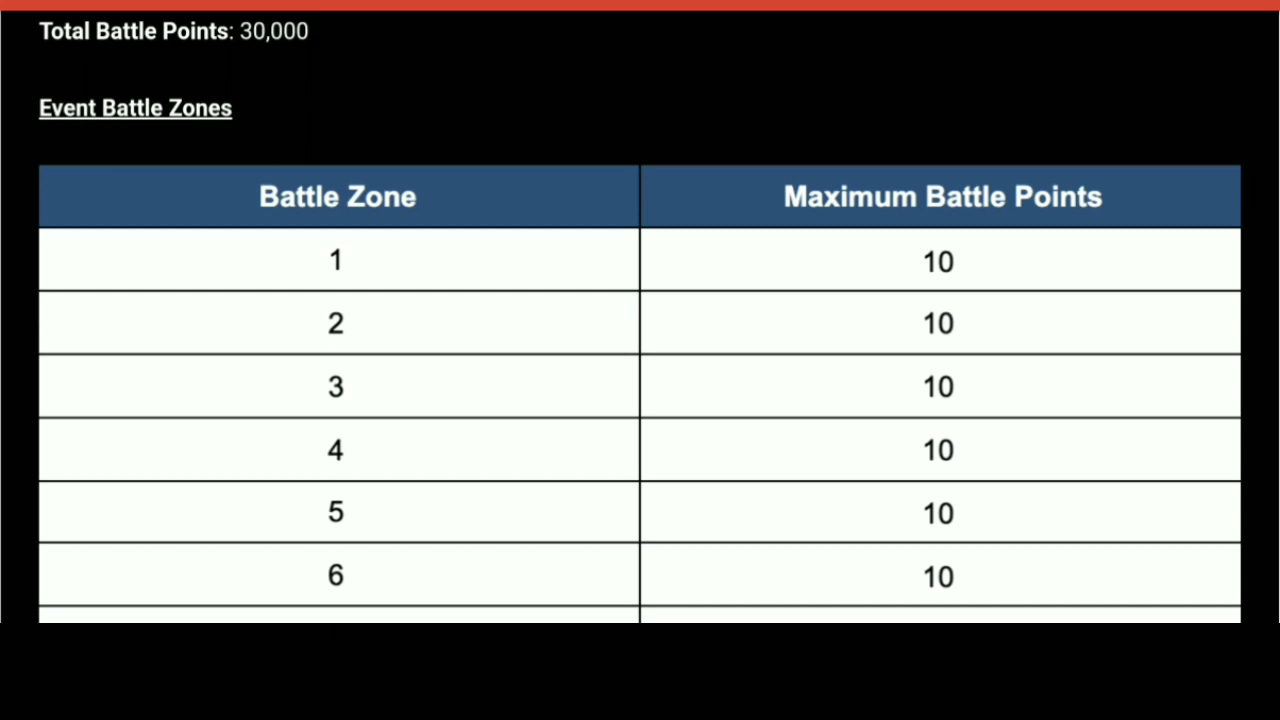 Total Battle Points: 30,000
Event Battle Zones
Battle Zone Maximum Battle Points
1 10
2 10
3 10
4 10
5 10
6 10